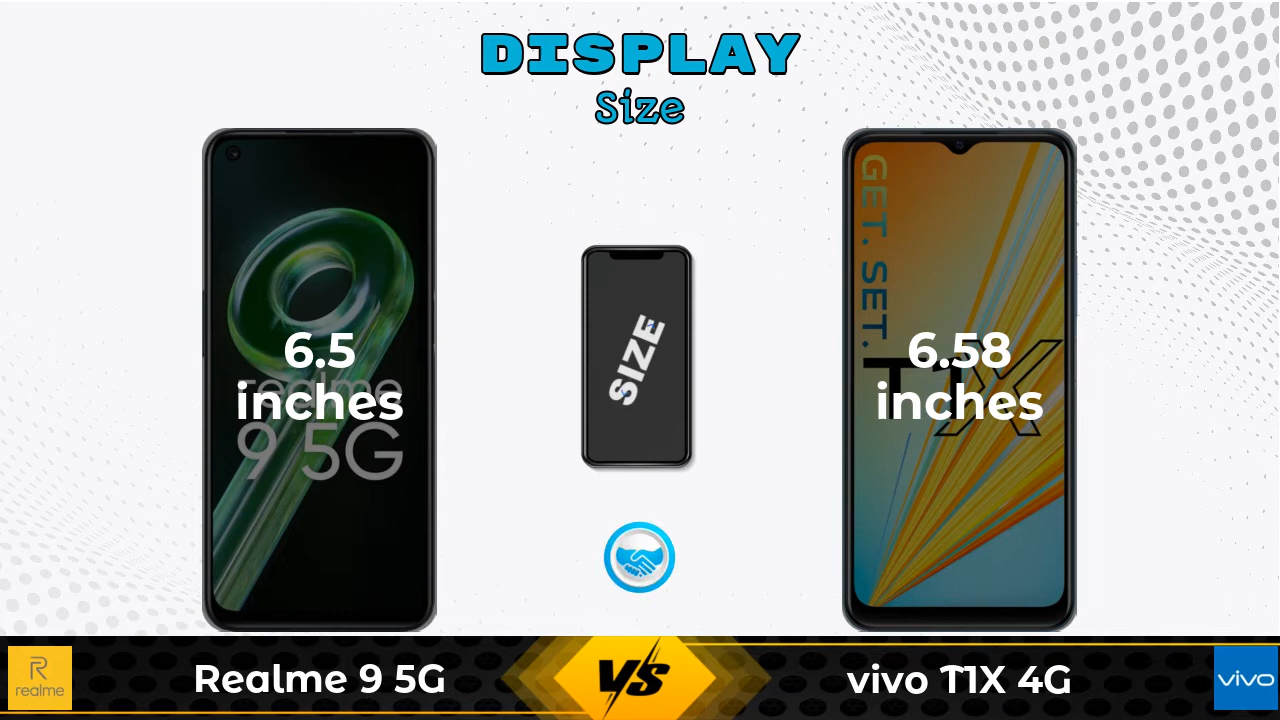 DISPLAY
Size
6.5
inches
realme
9 5G
SIZE
GET. SET.
T1X
6.58
inches
R
realme
Realme 9 5G
VS
vivo T1X 4G
vivo